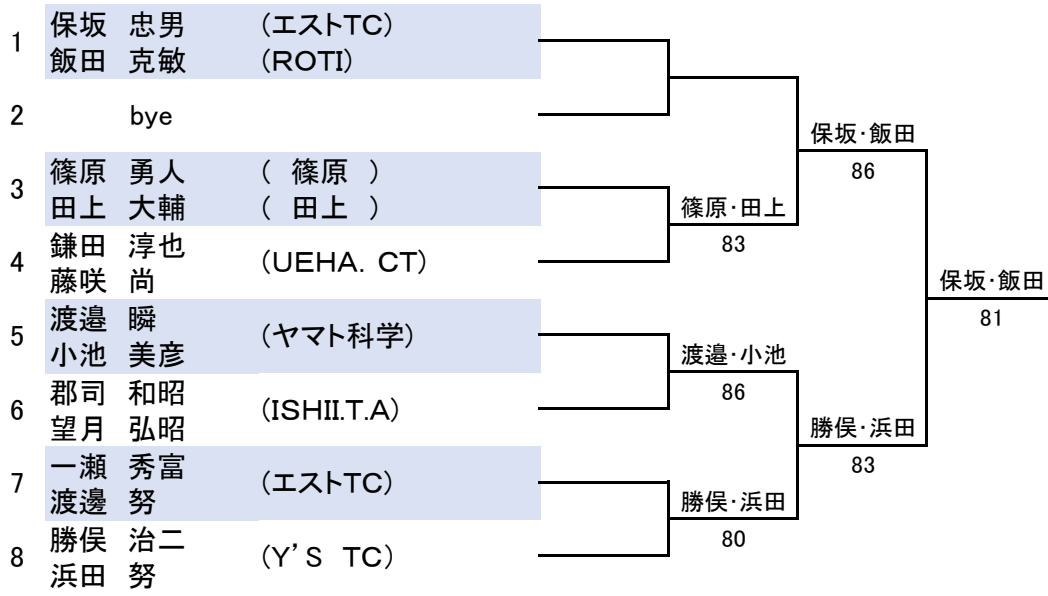 1
保坂 忠男 (エストTC)
飯田 克敏 (ROTI)
2 bye
3
篠原 勇人 ( 篠原 )
田上 大輔 ( 田上 )
4
鎌田 淳也
藤咲 尚
(UEHA. CT)
5
渡邉 瞬
小池 美彦
(ヤマト科学)
6
郡司 和昭
望月 弘昭
(ISHII.T.A)
7
一瀬 秀富
渡邊 努
(エストTC)
8
勝俣 治二
浜田 努
(Y'S TC)
篠原・田上
83
渡邉・小池
86
勝俣・浜田
80
保坂・飯田
86
勝俣・浜田
83
保坂・飯田
81